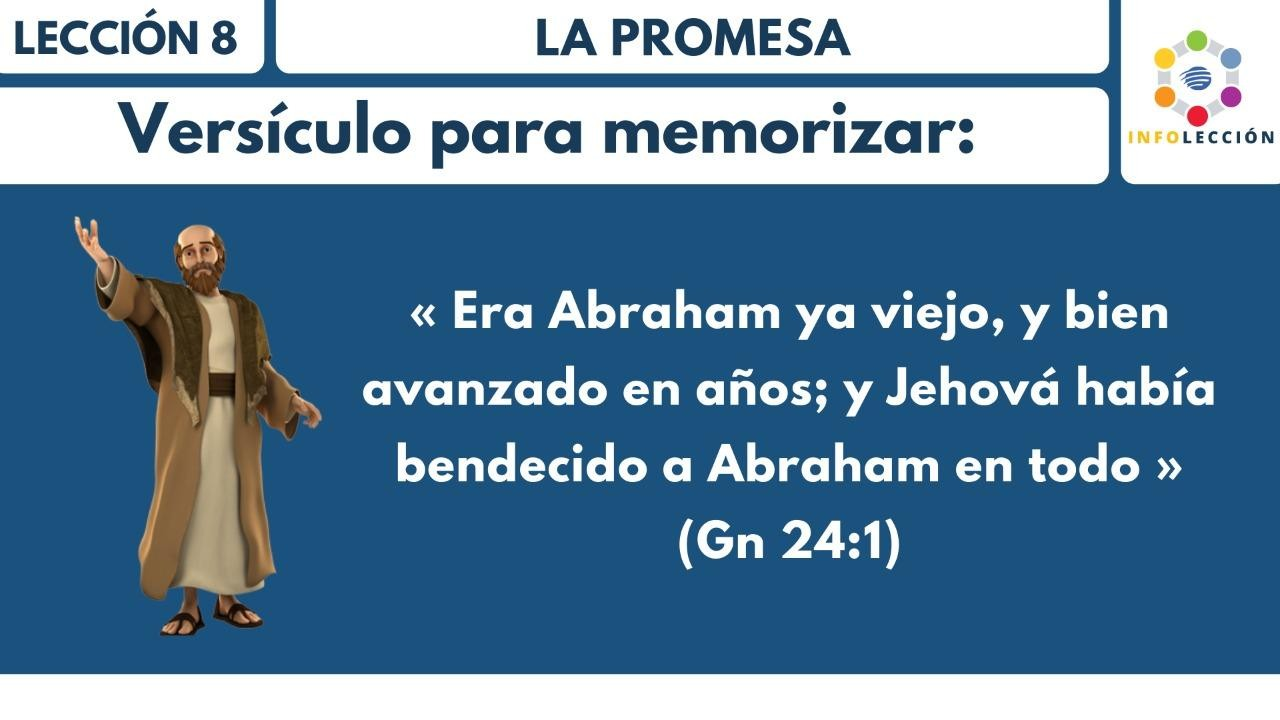 LECCIÓN 8
LA PROMESA
Versículo para memorizar:
INFOLECCIÓN
« Era Abraham ya viejo, y bien
avanzado en años; y Jehová había
bendecido a Abraham en todo »
(Gn 24:1)